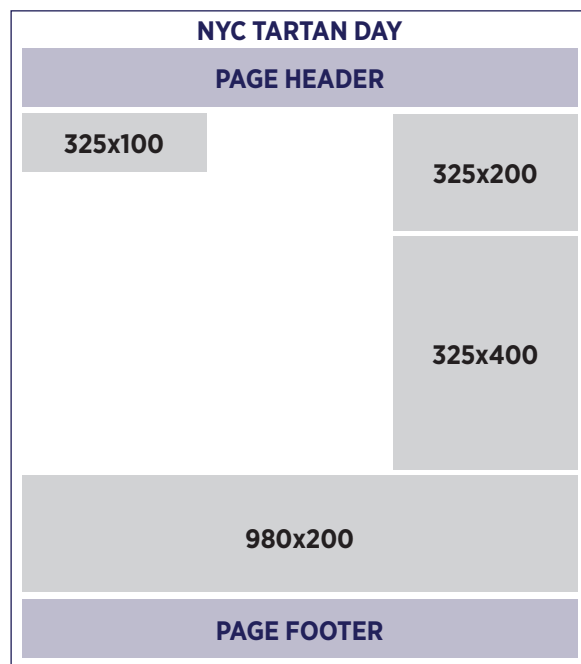 NYC TARTAN DAY
PAGE HEADER
325x100
325x200
325x400
980x200
PAGE FOOTER